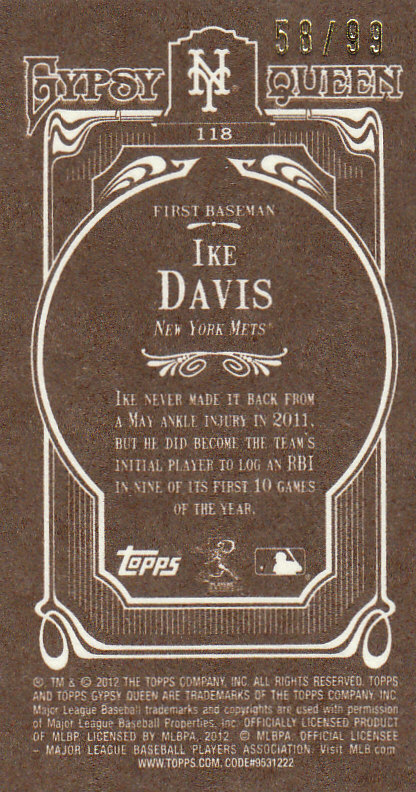 58/99
GYPSY NY QUEEN
118
FIRST BASEMAN
IKE
DAVIS
NEW YORK METS®
IKE NEVER MADE IT BACK FROM
A MAY ANKLE INJURY IN 2011,
BUT HE DID BECOME THE TEAM'S
INITIAL PLAYER TO LOG AN RBI
IN NINE OF ITS FIRST 10 GAMES
OF THE YEAR.
TOPPS
®, TM & © 2012 THE TOPPS COMPANY, INC. ALL RIGHTS RESERVED. TOPPS
AND TOPPS GYPSY QUEEN ARE TRADEMARKS OF THE TOPPS COMPANY, INC.
Major League Baseball trademarks and copyrights are used with permission
of Major League Baseball Properties, Inc. OFFICIALLY LICENSED PRODUCT
OF MLBP. LICENSED BY MLBPA, 2012. © MLBPA. OFFICIAL LICENSEE
– MAJOR LEAGUE BASEBALL PLAYERS ASSOCIATION. Visit MLB.com
WWW.TOPPS.COM, CODE#9531222